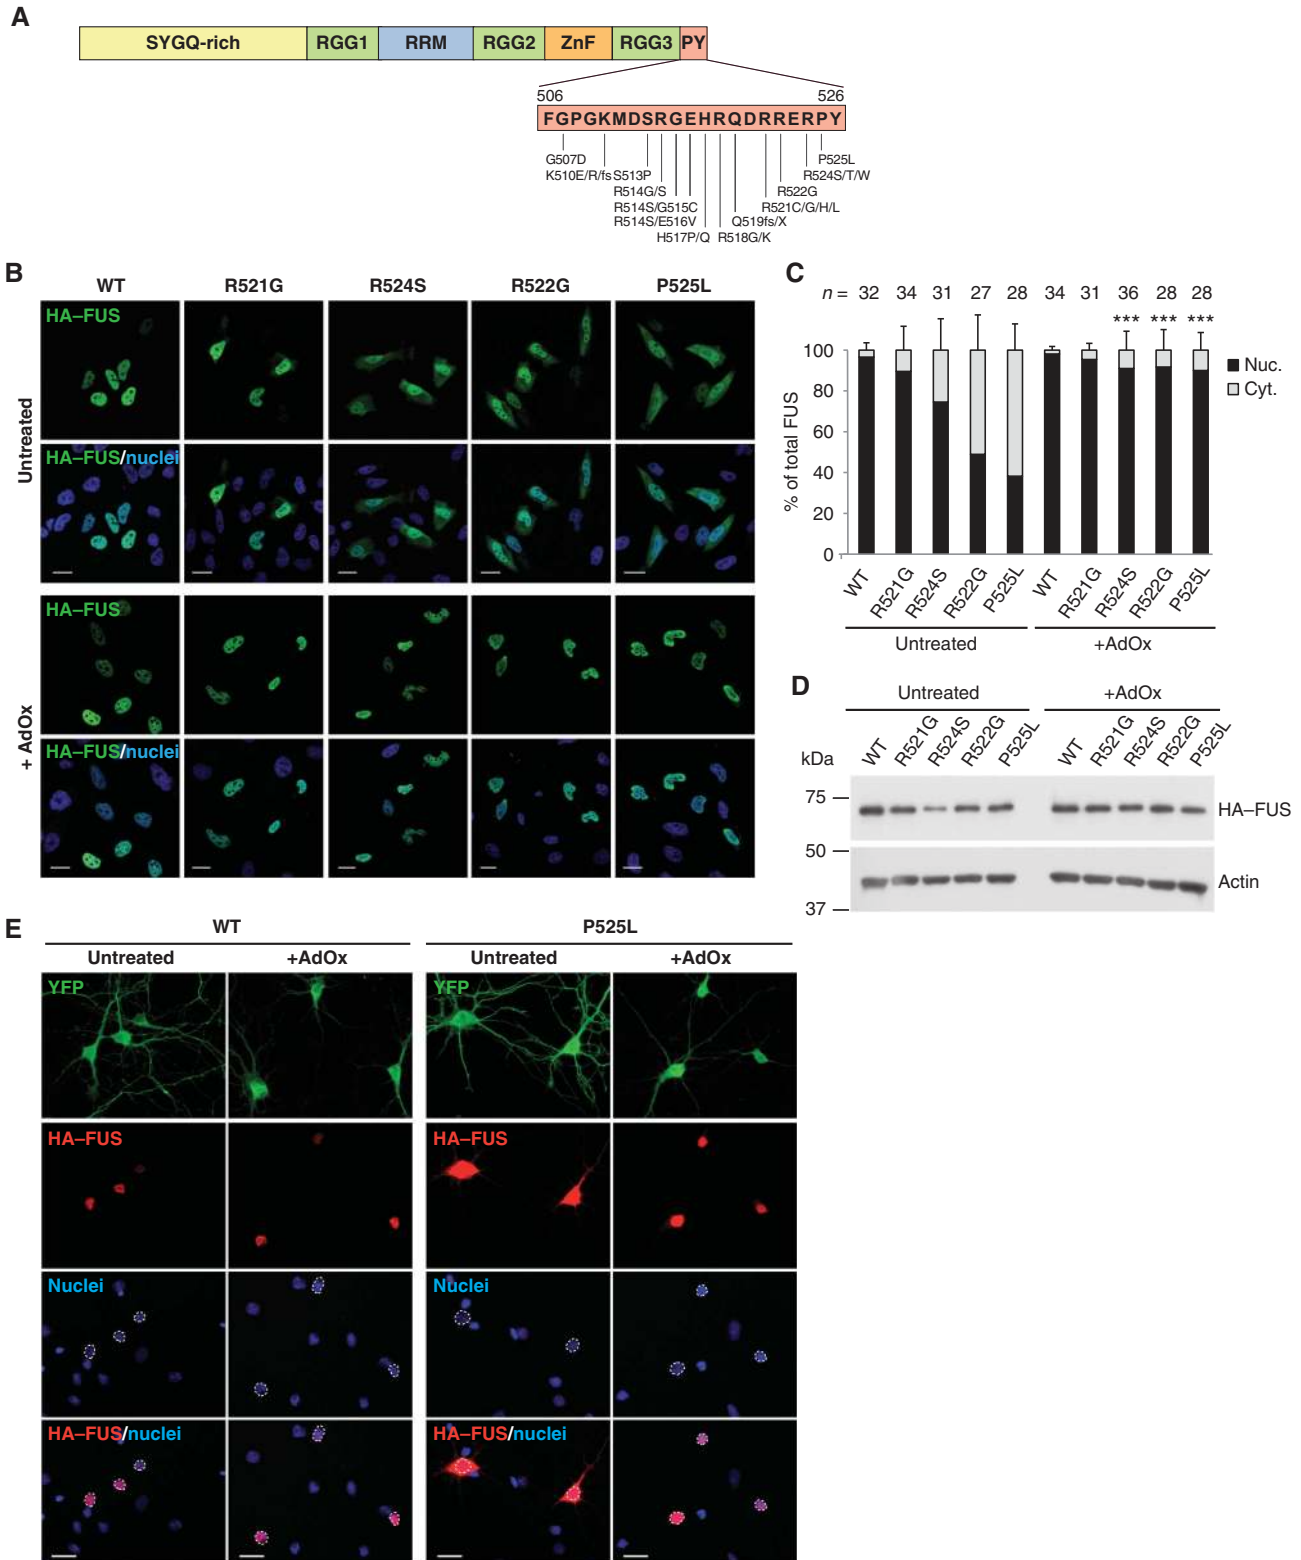 A
SYGQ-rich RGG1 RRM RGG2 ZnF RGG3 PY
506 526
FGPGKMDSRGEHRQDRRERPY
G507D P525L
K510E/R/fs S513P R524S/T/W
R514G/S R522G
R514S/G515C R521C/G/H/L
R514S/E516V Q519fs/X
H517P/Q R518G/K
B
WT R521G R524S R522G P525L
Untreated
HA–FUS
HA–FUS/nuclei
+ AdOx
HA–FUS
HA–FUS/nuclei
C
n = 32 34 31 27 28 34 31 36 28 28
*** *** ***
% of total FUS
100
80
60
40
20
0
Nuc.
Cyt.
WT R521G R524S R522G P525L WT R521G R524S R522G P525L
Untreated +AdOx
D
Untreated +AdOx
kDa WT R521G R524S R522G P525L WT R521G R524S R522G P525L
75
HA–FUS
50
Actin
37
E
WT P525L
Untreated +AdOx Untreated +AdOx
YFP YFP
HA–FUS HA–FUS
Nuclei Nuclei
HA–FUS/nuclei HA–FUS/nuclei